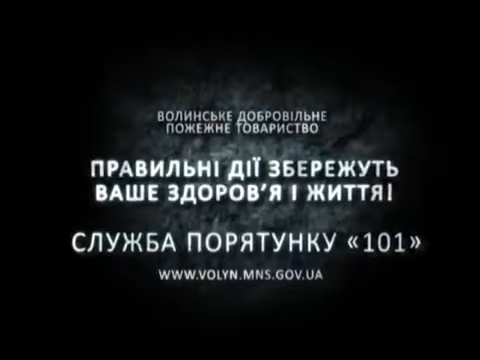 ВОЛИНСЬКЕ ДОБРОВІЛЬНЕ
ПОЖЕЖНЕ ТОВАРИСТВО
ПРАВИЛЬНІ ДІЇ ЗБЕРЕЖУТЬ
ВАШЕ ЗДОРОВ'Я І ЖИТТЯ!
СЛУЖБА ПОРЯТУНКУ «101»
WWW.VOLYN.MNS.GOV.UA